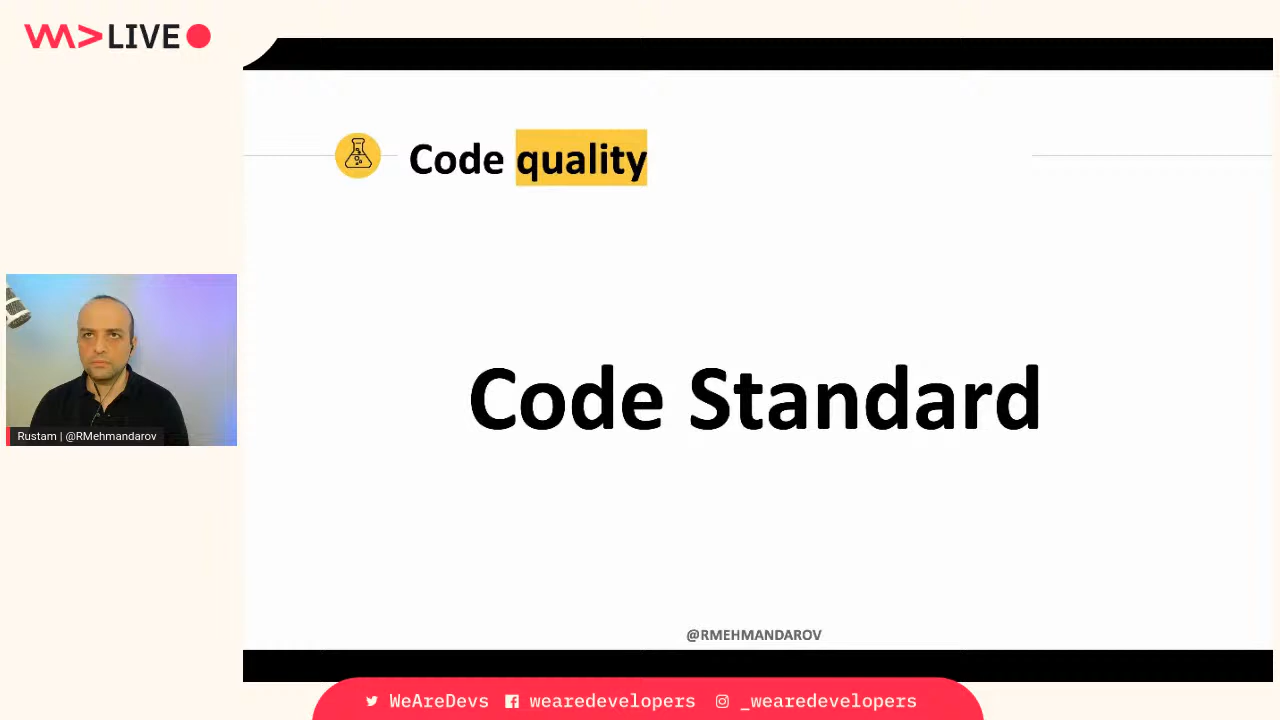 LIVE
Code quality
Code Standard
Rustam | @RMehmandarov
@RMEHMANDAROV
WeAreDevs wearedevelopers _wearedevelopers